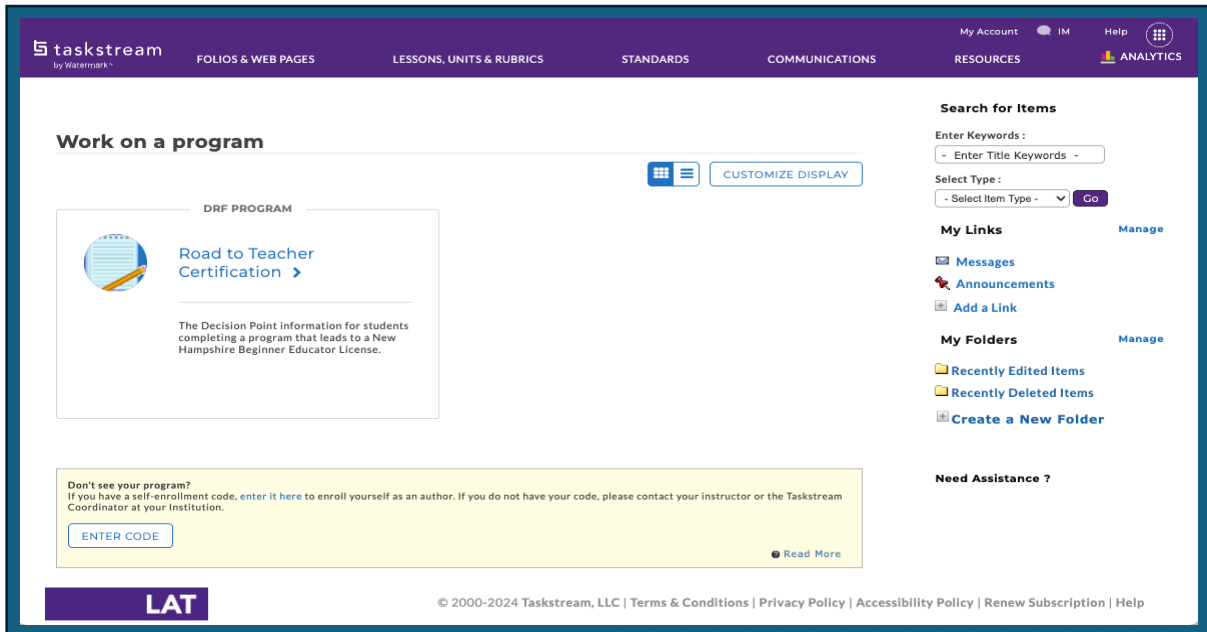 My Account IM Help
taskstream
by Watermark™
FOLIOS & WEB PAGES LESSONS, UNITS & RUBRICS STANDARDS COMMUNICATIONS RESOURCES ANALYTICS
Work on a program
CUSTOMIZE DISPLAY
DRF PROGRAM
Road to Teacher
Certification
The Decision Point information for students
completing a program that leads to a New
Hampshire Beginner Educator License.
Don't see your program?
If you have a self-enrollment code, enter it here to enroll yourself as an author. If you do not have your code, please contact your instructor or the Taskstream
Coordinator at your Institution.
ENTER CODE
Read More
Search for Items
Enter Keywords :
- Enter Title Keywords -
Select Type :
- Select Item Type - Go
My Links Manage
Messages
Announcements
Add a Link
My Folders Manage
Recently Edited Items
Recently Deleted Items
Create a New Folder
Need Assistance ?
LAT
© 2000-2024 Taskstream, LLC | Terms & Conditions | Privacy Policy | Accessibility Policy | Renew Subscription | Help